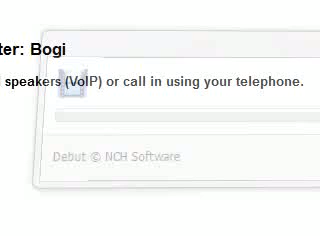 ter: Bogi
speakers (VoIP) or call in using your telephone.
Debut © NCH Software